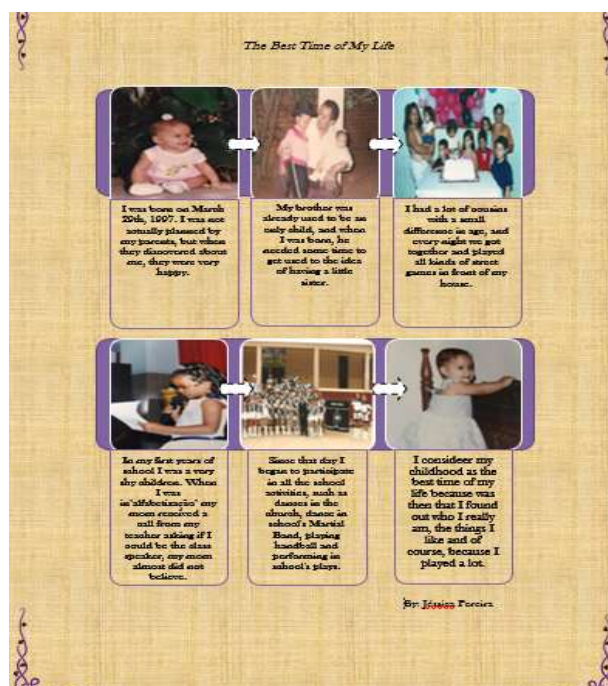 The Best Time of My Life
I was born on March
29th, 1997. I was not
actually planned by
my parents, but when
they discovered about
me, they were very
happy.
My brother was
already used to be an
only child, and when
I was born, he
needed some time to
get used to the idea
of having a little
sister.
I had a lot of cousins
with a small
difference in age, and
every night we got
together and played
all kinds of street
games in front of my
house.
In my first years of
school I was a very
shy children. When
I was
in"alfabetização" my
mom received a
call from my
teacher asking if I
could be the class
speaker, my mom
almost did not
believe.
Since that day I
began to participate
in all the school
activities, such as
dances in the
church, dance in
school's Martial
Band, playing
handball and
performing in
school's plays.
I consideer my
childhood as the
best time of my
life because was
then that I found
out who I really
am, the things I
like and of
course, because I
played a lot.
By: Jéssica Pereira